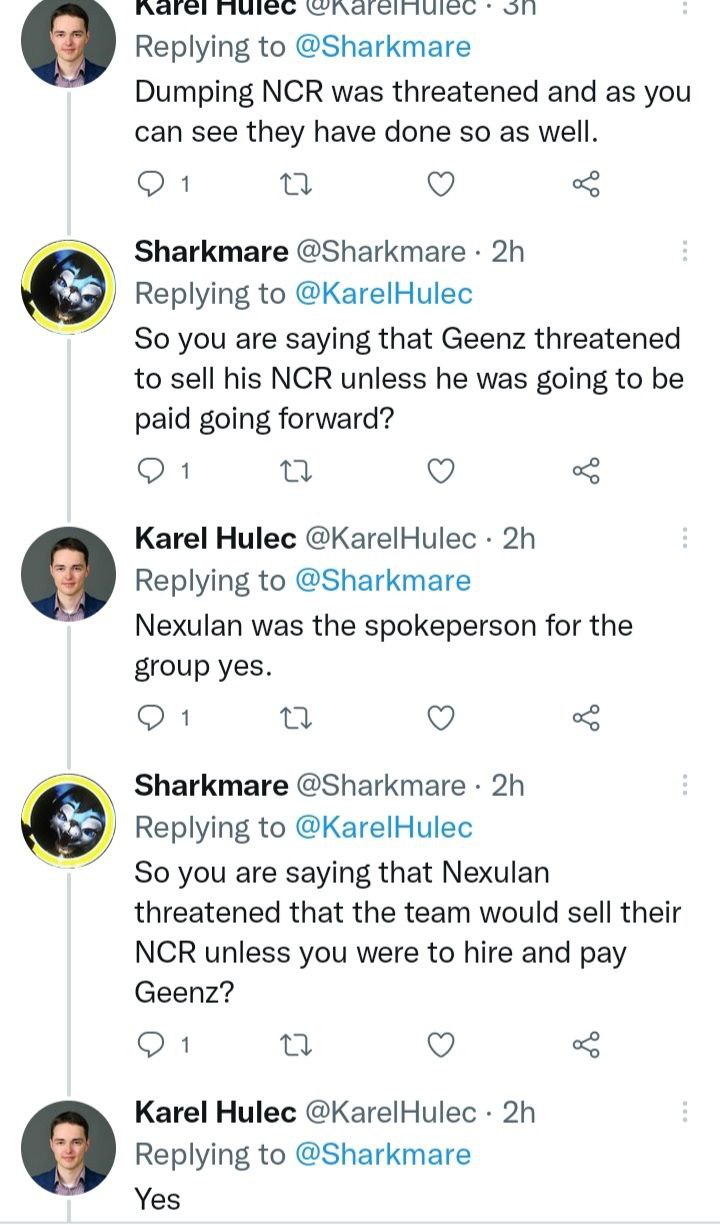 Karel Hulec @KarelHulec · 3h
Replying to @Sharkmare
Dumping NCR was threatened and as you
can see they have done so as well.
1
Sharkmare @Sharkmare · 2h
Replying to @KarelHulec
So you are saying that Geenz threatened
to sell his NCR unless he was going to be
paid going forward?
1
Karel Hulec @KarelHulec · 2h
Replying to @Sharkmare
Nexulan was the spokeperson for the
group yes.
1
Sharkmare @Sharkmare · 2h
Replying to @KarelHulec
So you are saying that Nexulan
threatened that the team would sell their
NCR unless you were to hire and pay
Geenz?
1
Karel Hulec @KarelHulec · 2h
Replying to @Sharkmare
Yes